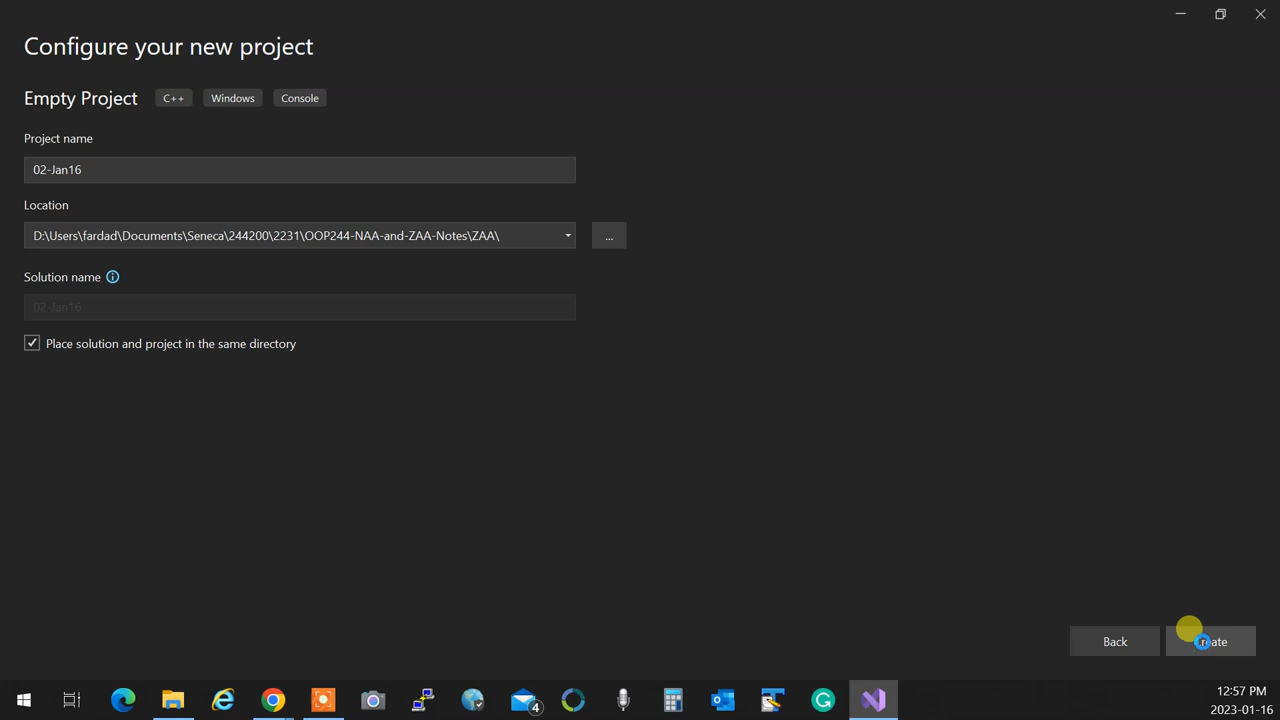 Configure your new project
Empty Project C++ Windows Console
Project name
02-Jan16
Location
D:\Users\fardad\Documents\Seneca\244200\2231\OOP244-NAA-and-ZAA-Notes\ZAA\
...
Solution name
02-Jan16
Place solution and project in the same directory
Back
4
12:57 PM
2023-01-16